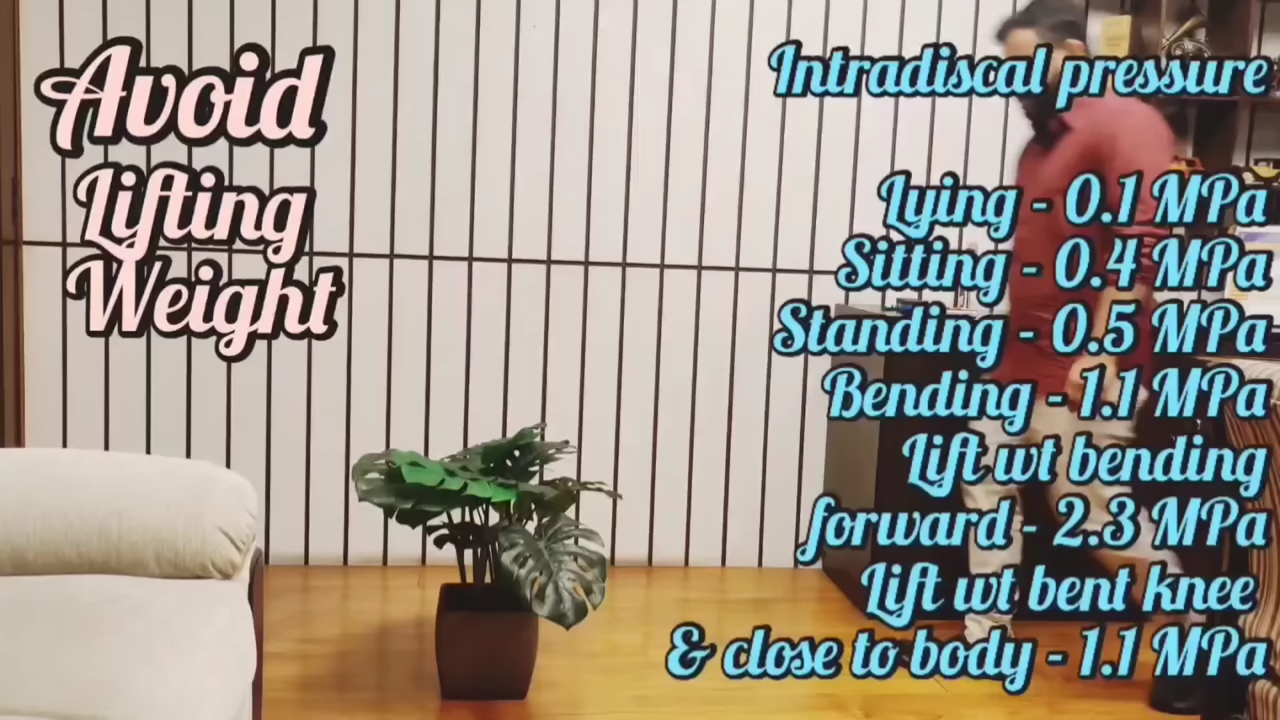 Avoid
Lifting
Weight
Intradiscal pressure
Lying - 0.1 MPa
Sitting - 0.4 MPa
Standing - 0.5 MPa
Bending - 1.1 MPa
Lift wt bending
forward - 2.3 MPa
Lift wt bent knee
& close to body - 1.1 MPa